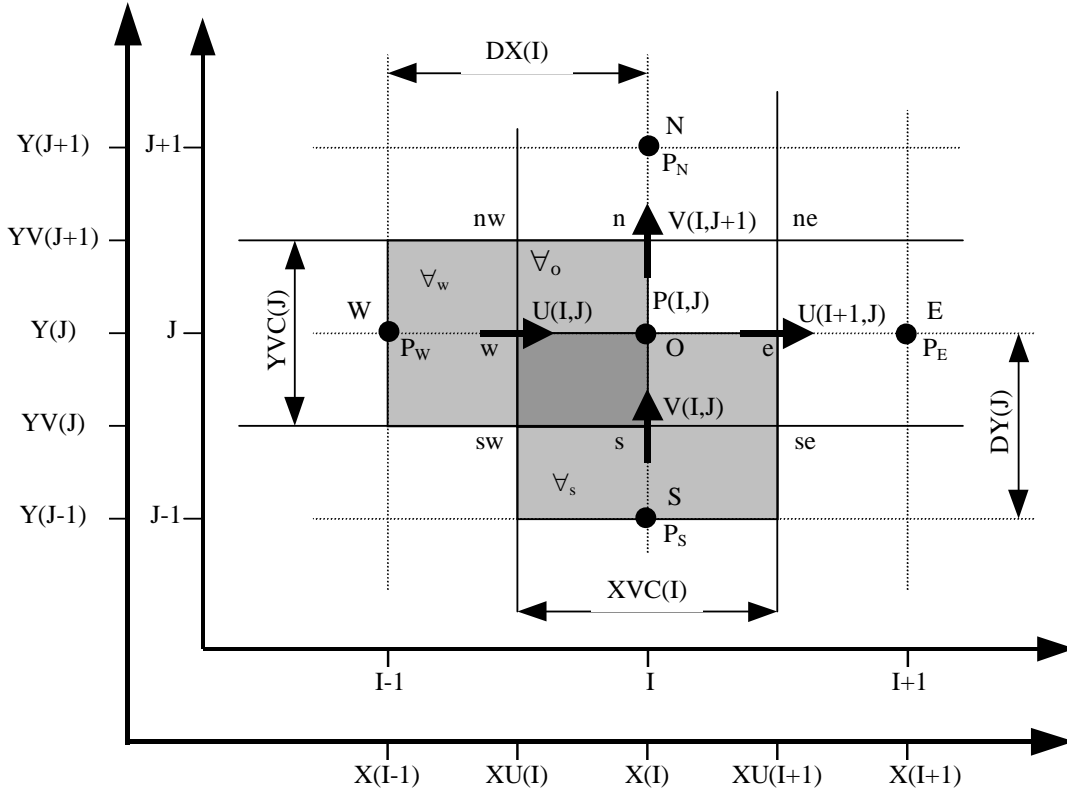 DX(I)
N
Y(J+1) J+1
P_N
nw n V(I,J+1) ne
YV(J+1)
∀_o
∀_w
W U(I,J) P(I,J) U(I+1,J) E
Y(J) J
P_W w O e P_E
YVC(J)
V(I,J)
DY(J)
YV(J)
sw s se
∀_s S
Y(J-1) J-1
P_S
XVC(I)
I-1 I I+1
X(I-1) XU(I) X(I) XU(I+1) X(I+1)